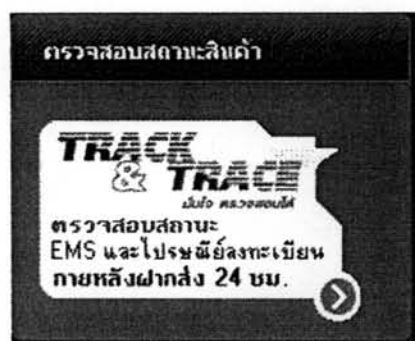 ตรวจสอบสถานะสินค้า
TRACK
& TRACE
มั่นใจ ตรวจสอบได้
ตรวจสอบสถานะ
EMS และไปรษณีย์ลงทะเบียน
ภายหลังฝากส่ง 24 ชม.